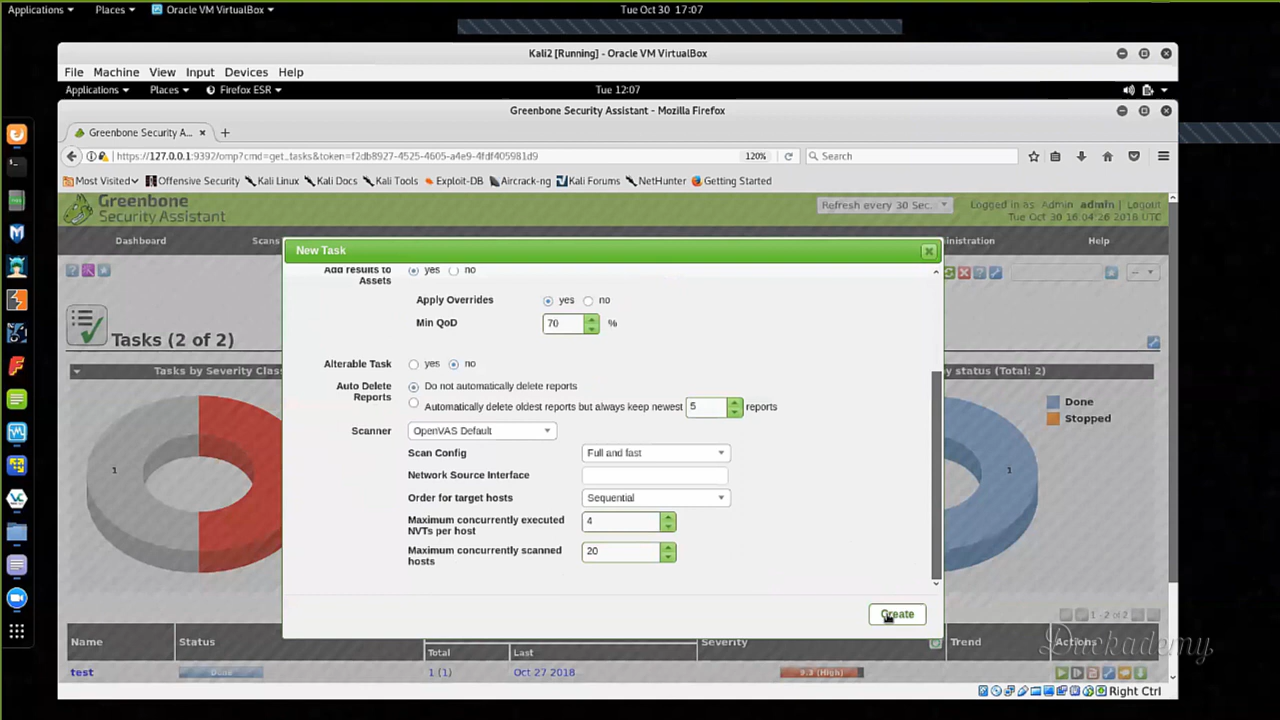 Applications Places Oracle VM VirtualBox Tue Oct 30 17:07
Kali2 [Running] - Oracle VM VirtualBox
File Machine View Input Devices Help
Applications Places Firefox ESR Tue 12:07
Greenbone Security Assistant - Mozilla Firefox
Greenbone Security A...
https://127.0.0.1:9392/omp?cmd=get_tasks&token=f2db8927-4525-4605-a4e9-4fdf405981d9 120% Search
Most Visited Offensive Security Kali Linux Kali Docs Kali Tools Exploit-DB Aircrack-ng Kali Forums NetHunter Getting Started
Greenbone
Security Assistant
Refresh every 30 Sec. Logged in as Admin admin | Logout
Tue Oct 30 16:04:26 2018 UTC
Dashboard Scans ministration Help
New Task
Add results to
Assets
yes no
Apply Overrides yes no
Min QoD 70 %
Tasks (2 of 2)
Alterable Task yes no
Tasks by Severity Class
by status (Total: 2)
Auto Delete
Reports
Do not automatically delete reports
Automatically delete oldest reports but always keep newest 5 reports
Scanner OpenVAS Default
Scan Config Full and fast
Network Source Interface
Order for target hosts Sequential
Maximum concurrently executed
NVTs per host
4
Maximum concurrently scanned
hosts
20
Done
Stopped
1
1
Create
1 - 2 of 2
Name Status Severity Trend Actions
Total Last
test Done 1 (1) Oct 27 2018 9.3 (High)
Duckademy
Right Ctrl